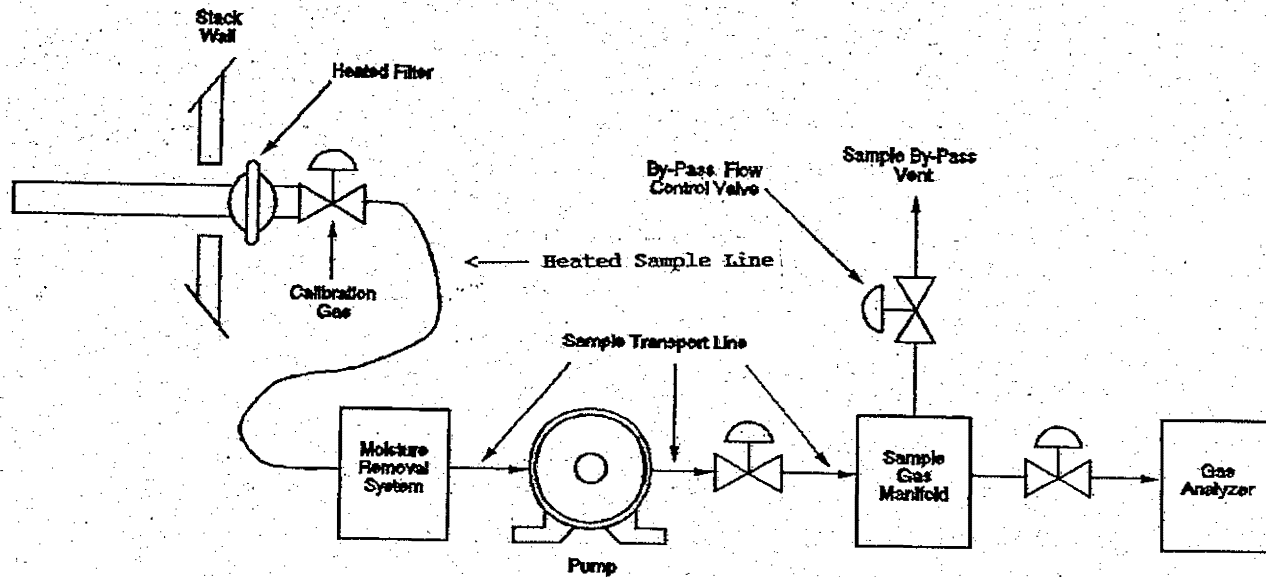 Stack
Wall
Heated Filter
By-Pass Flow
Control Valve
Sample By-Pass
Vent
Heated Sample Line
Calibration
Gas
Sample Transport Line
Moisture
Removal
System
Sample
Gas
Manifold
Gas
Analyzer
Pump